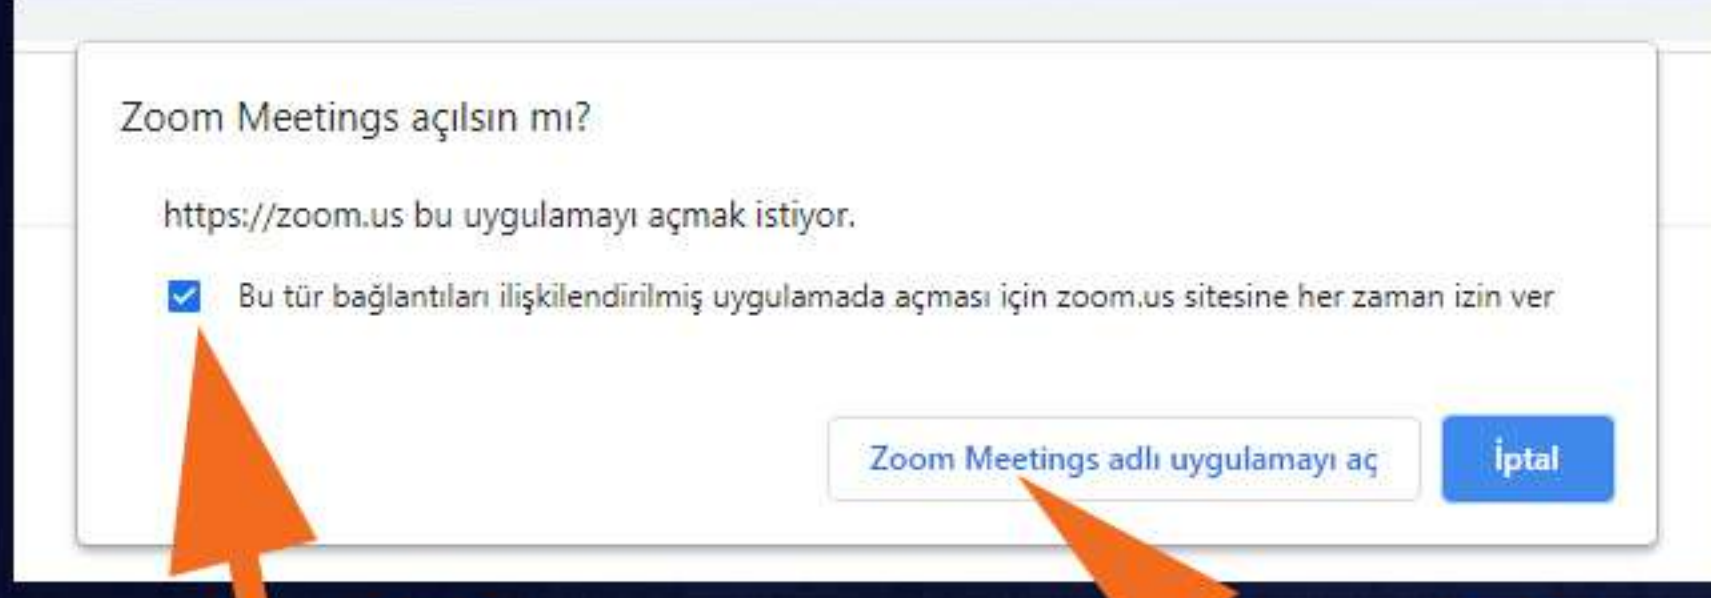 Zoom Meetings açılsın mı?
https://zoom.us bu uygulamayı açmak istiyor.
Bu tür bağlantıları ilişkilendirilmiş uygulamada açması için zoom.us sitesine her zaman izin ver
Zoom Meetings adlı uygulamayı aç
İptal